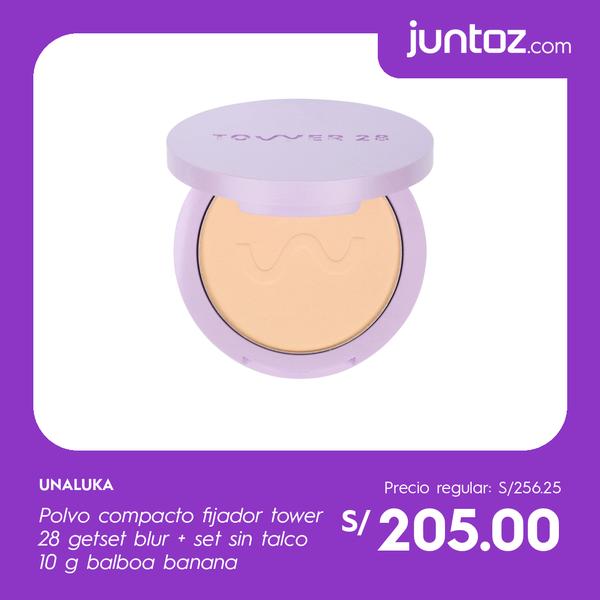 juntoz.com
TOWER 28
UNALUKA
Polvo compacto fijador tower
28 getset blur + set sin talco
10 g balboa banana
Precio regular: S/256.25
S/ 205.00